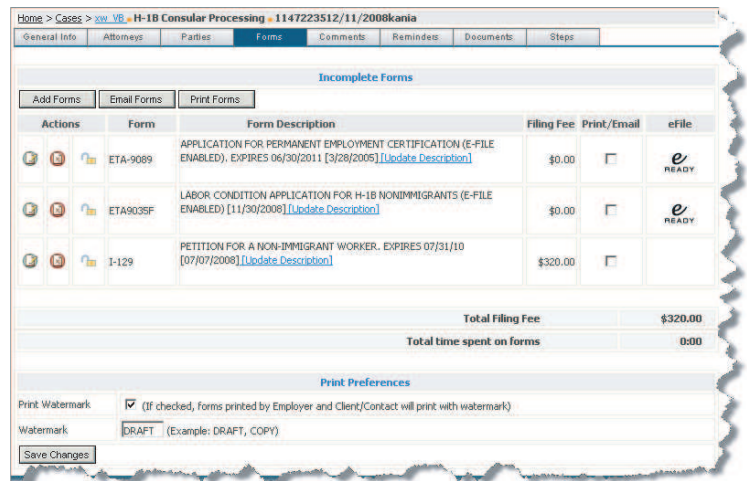 Home > Cases > xw_VB H-1B Consular Processing 1147223512/11/2008kania
General Info Attorneys Parties Forms Comments Reminders Documents Steps
Incomplete Forms
Add Forms Email Forms Print Forms
Actions Form Form Description Filing Fee Print/Email eFile
APPLICATION FOR PERMANENT EMPLOYMENT CERTIFICATION (E-FILE
ETA-9089 ENABLED). EXPIRES 06/30/2011 [3/28/2005] [Update Description] $0.00 e
READY
LABOR CONDITION APPLICATION FOR H-1B NONIMMIGRANTS (E-FILE
ETA9035F ENABLED) [11/30/2008] [Update Description] $0.00 e
READY
PETITION FOR A NON-IMMIGRANT WORKER. EXPIRES 07/31/10
I-129 [07/07/2008] [Update Description] $320.00
Total Filing Fee $320.00
Total time spent on forms 0:00
Print Preferences
Print Watermark (If checked, forms printed by Employer and Client/Contact will print with watermark)
Watermark DRAFT (Example: DRAFT, COPY)
Save Changes